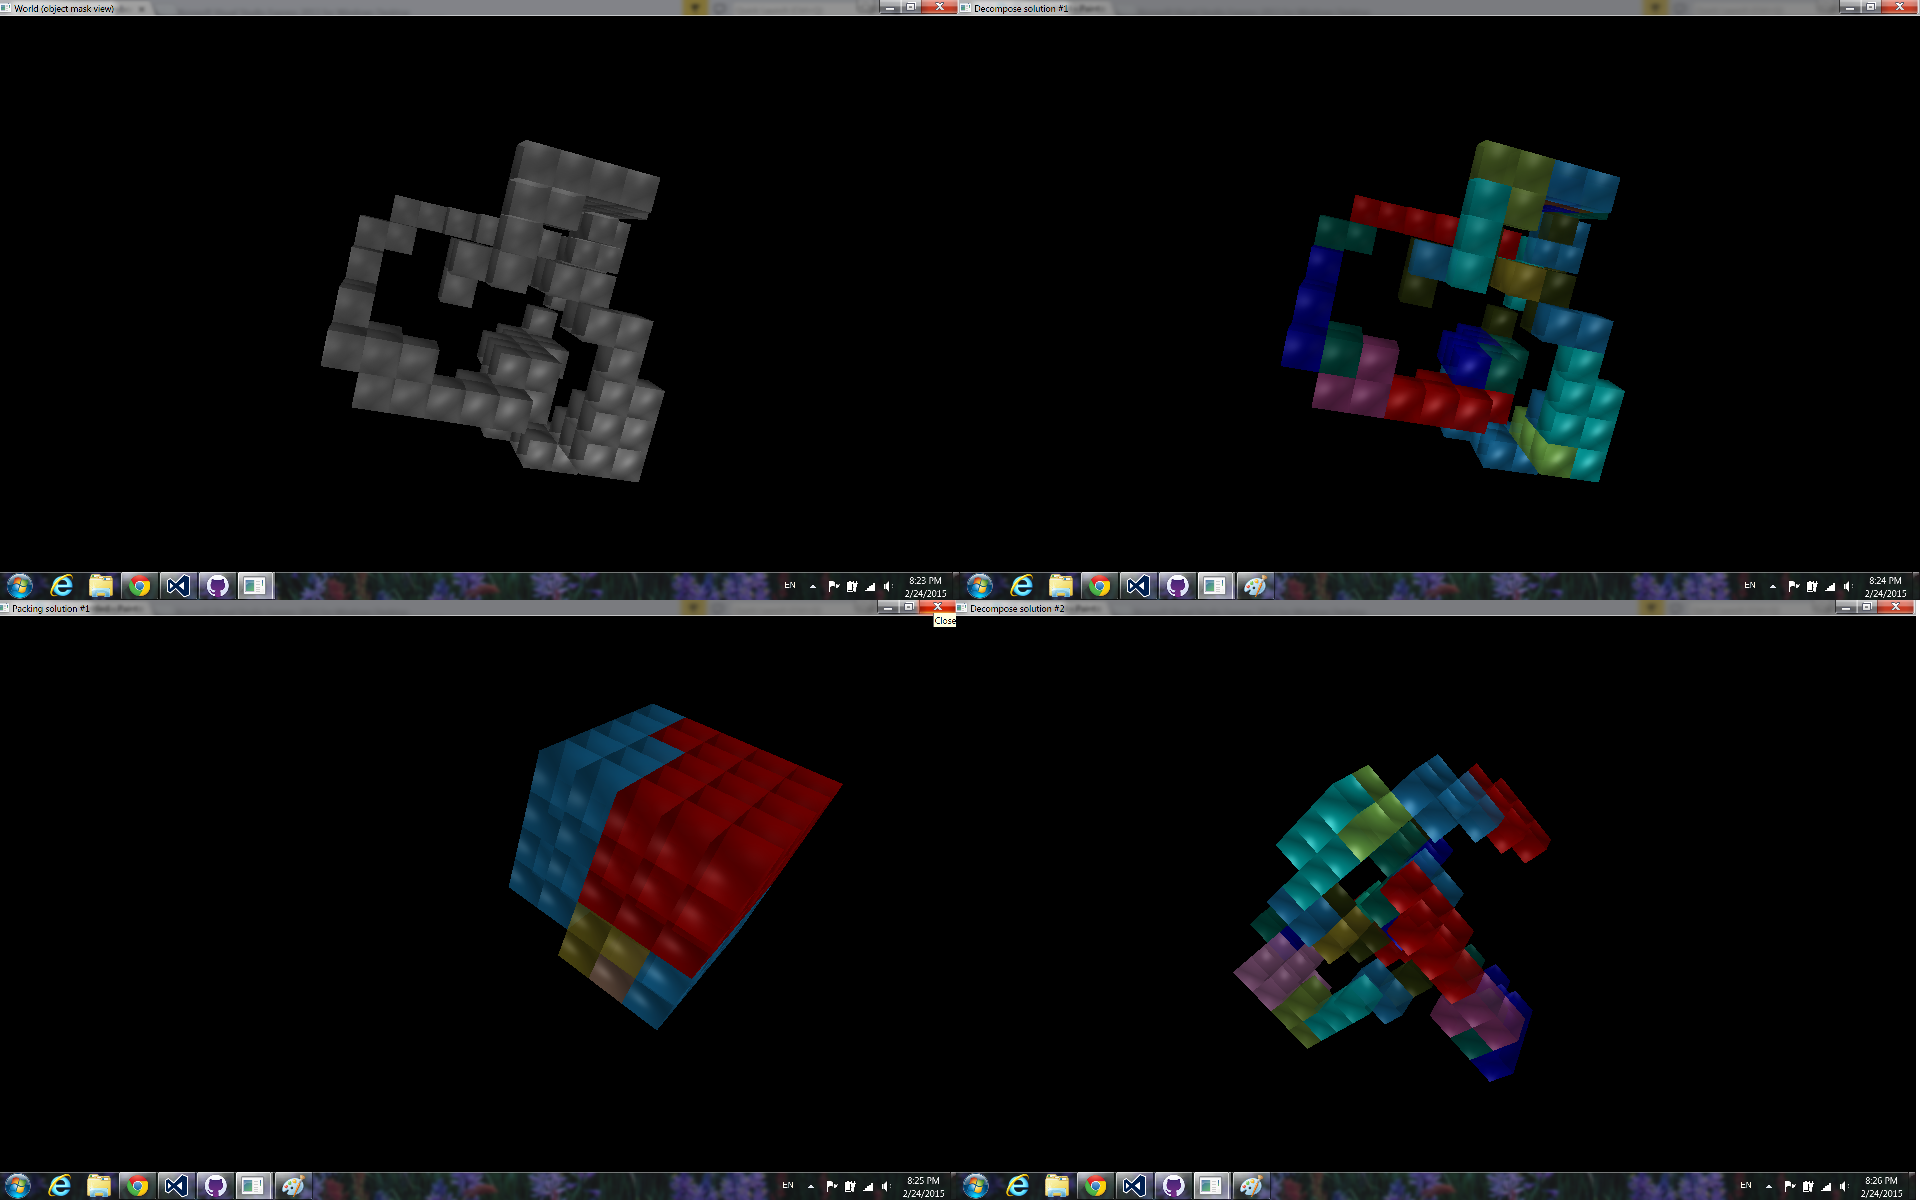 World (object mask view)
Decompose solution #1
EN
8:23 PM
2/24/2015
EN
8:24 PM
2/24/2015
Packing solution #1
Close
Decompose solution #2
EN
8:25 PM
2/24/2015
EN
8:26 PM
2/24/2015